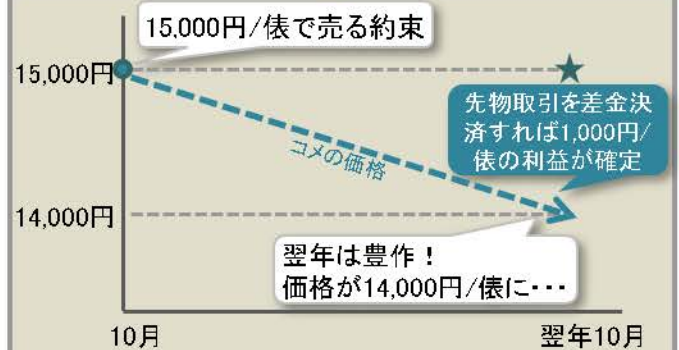 15,000円/俵で売る約束
15,000円
先物取引を差金決
済すれば1,000円/
俵の利益が確定
コメの価格
14,000円
翌年は豊作！
価格が14,000円/俵に･･･
10月
翌年10月